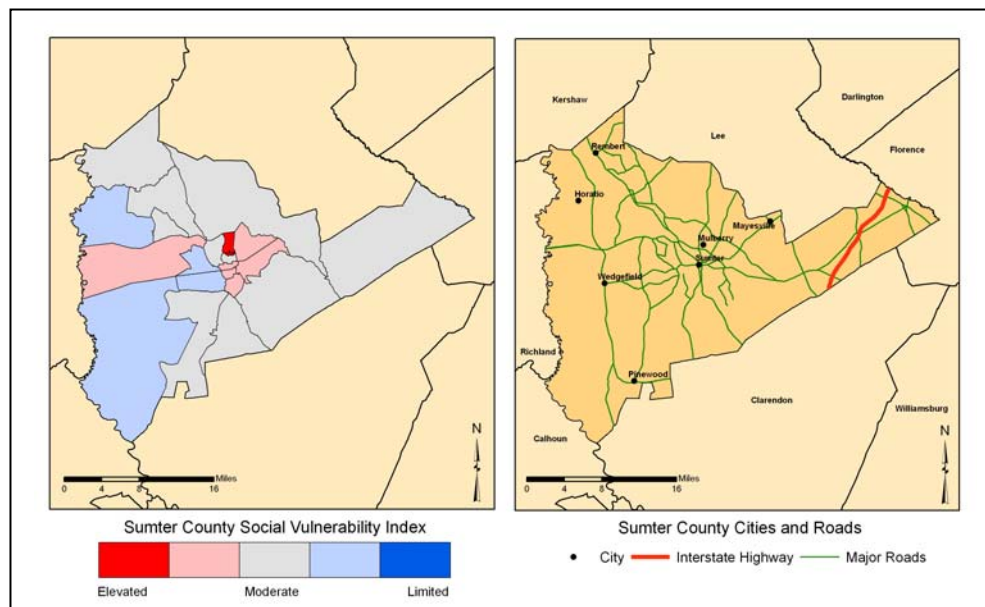 N
Miles
0 4 8 16
Sumter County Social Vulnerability Index
Elevated Moderate Limited
Kershaw
Darlington
Lee
Florence
Rembert
Horatio
Mayesville
Mulberry
Sumter
Wedgefield
Richland
Pinewood
Clarendon
Williamsburg
Calhoun
N
Miles
0 4 8 16
Sumter County Cities and Roads
City Interstate Highway Major Roads